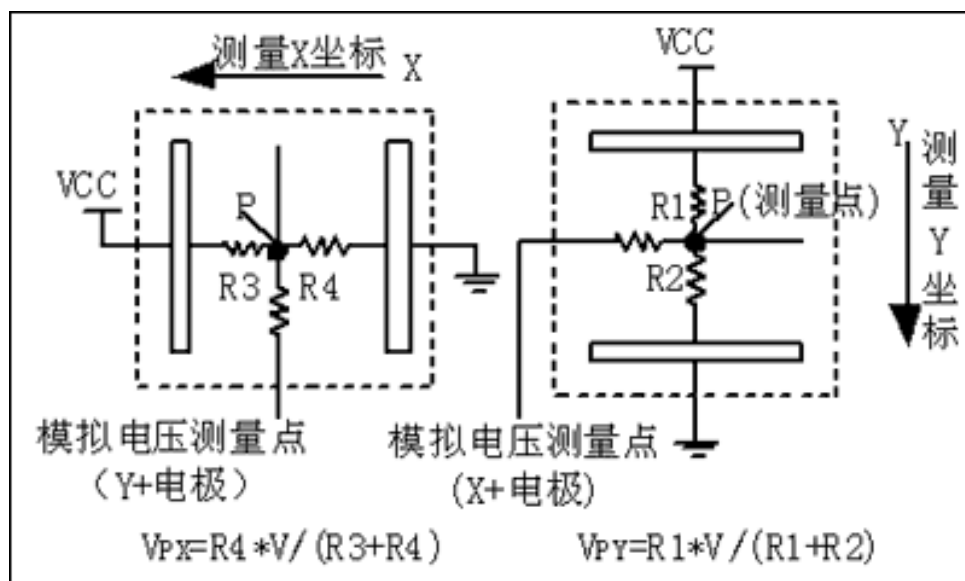 测量X坐标 X
VCC
P
R3 R4
模拟电压测量点
（Y+电极）
VPX=R4*V/(R3+R4)
VCC
Y 测量Y坐标
R1 P(测量点)
R2
模拟电压测量点
(X+电极)
VPY=R1*V/(R1+R2)